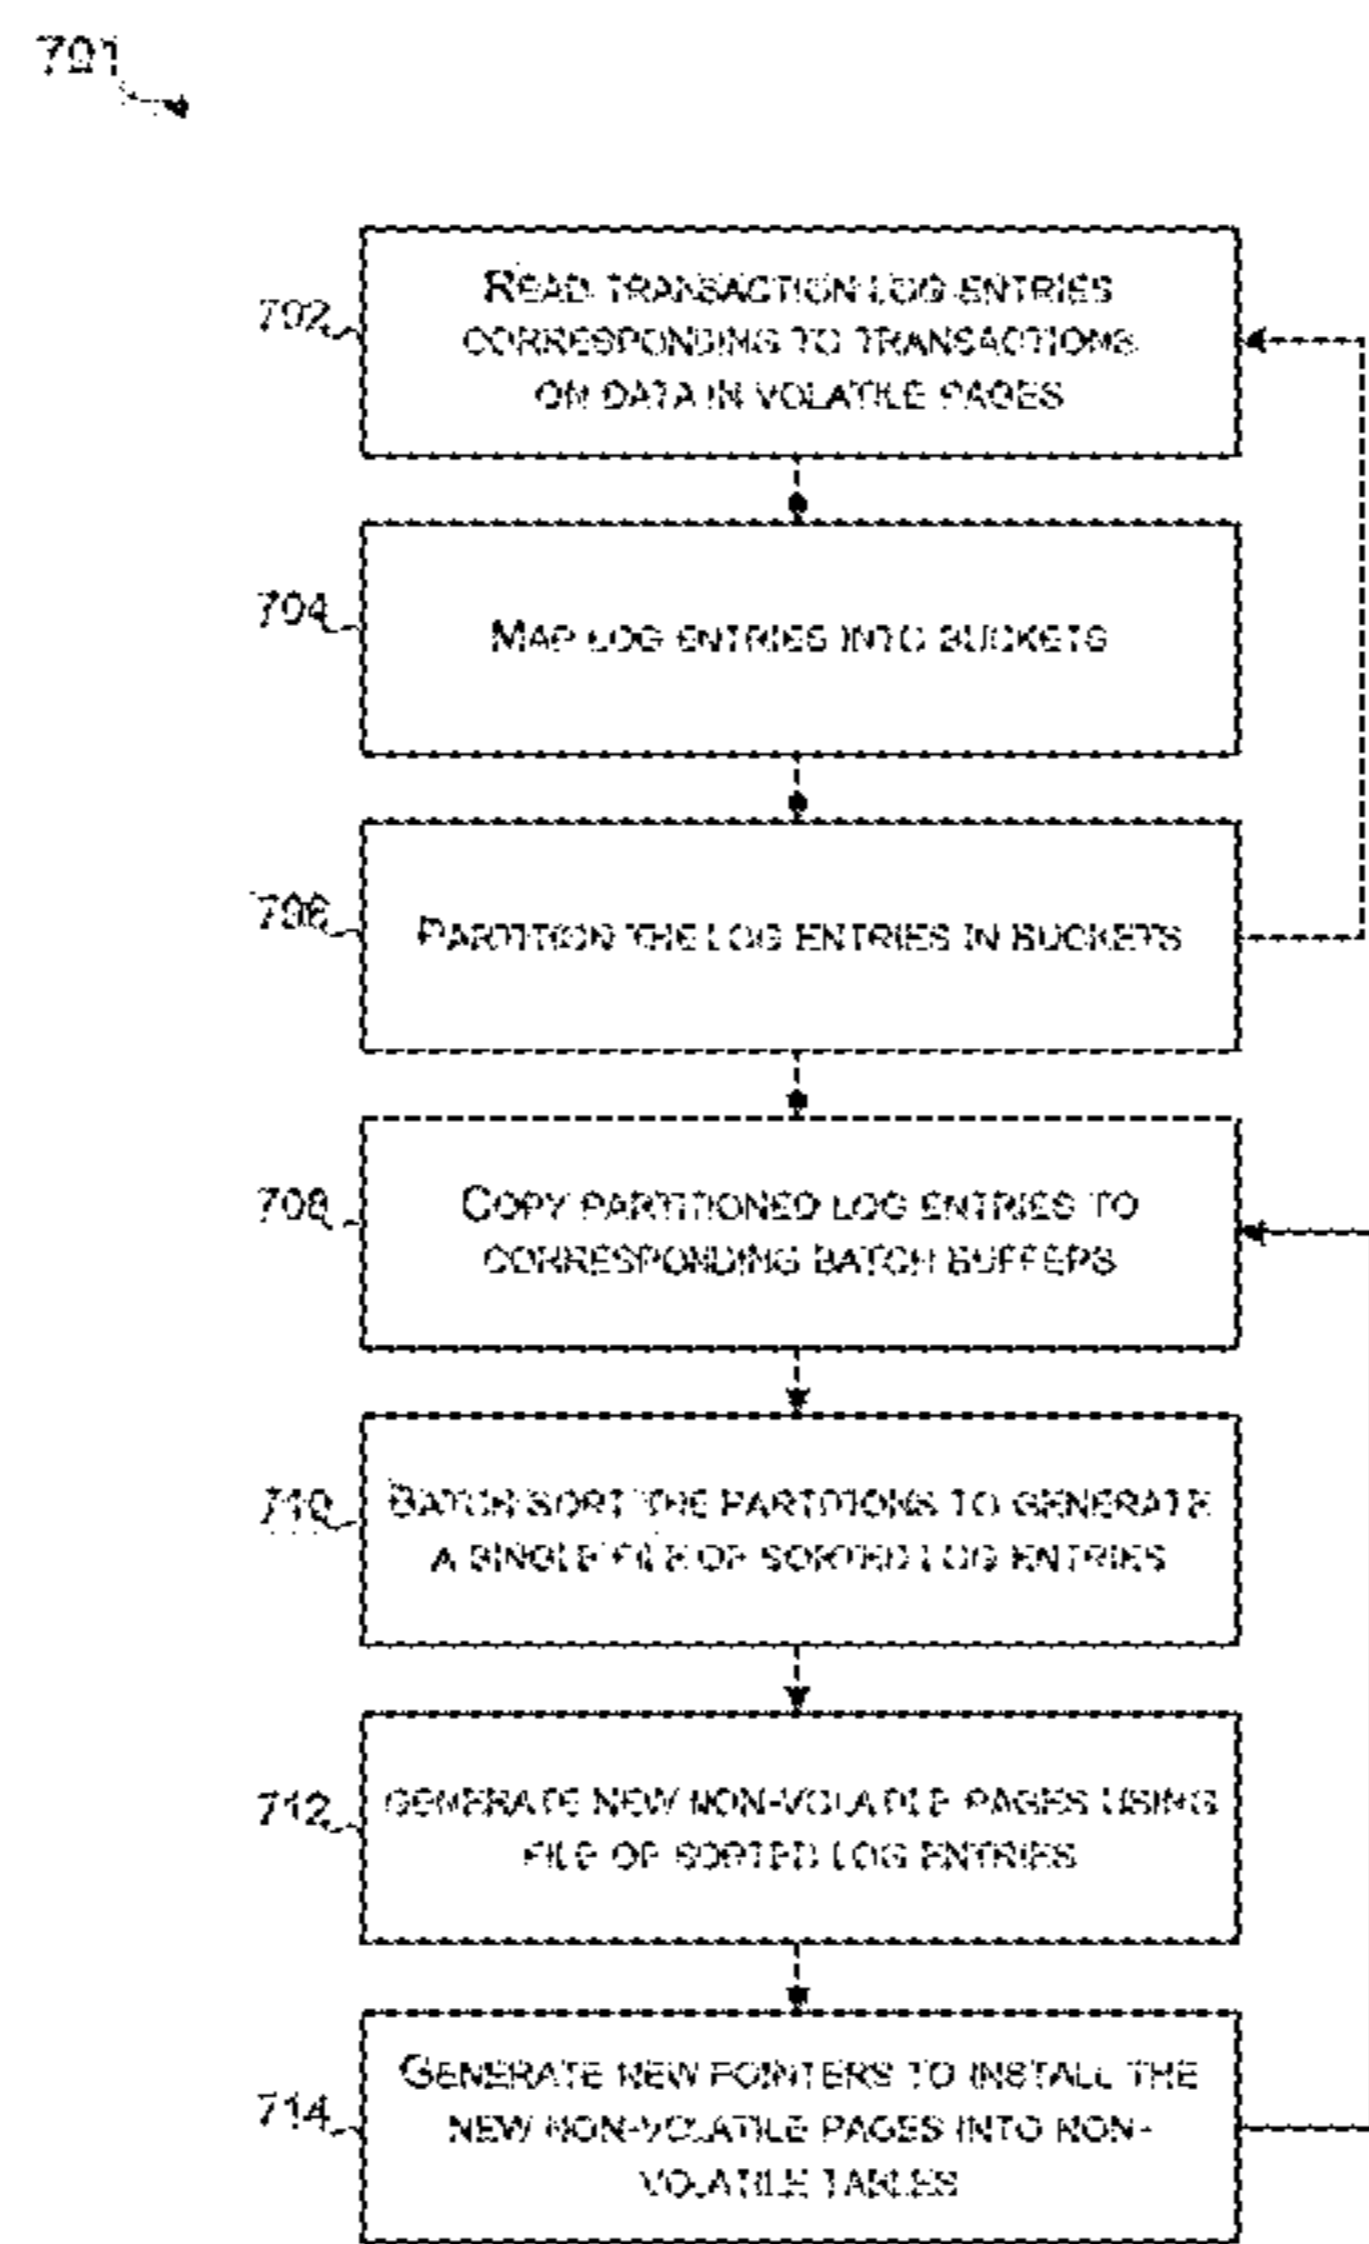 701
702
READ TRANSACTION LOG ENTRIES
CORRESPONDING TO TRANSACTIONS
ON DATA IN VOLATILE PAGES
704
MAP LOG ENTRIES INTO BUCKETS
706
PARTITION THE LOG ENTRIES IN BUCKETS
708
COPY PARTITIONED LOG ENTRIES TO
CORRESPONDING BATCH BUFFERS
710
BATCH SORT THE PARTITIONS TO GENERATE
A SINGLE FILE OF SORTED LOG ENTRIES
712
GENERATE NEW NON-VOLATILE PAGES USING
FILE OF SORTED LOG ENTRIES
714
GENERATE NEW POINTERS TO INSTALL THE
NEW NON-VOLATILE PAGES INTO NON-
VOLATILE TABLES